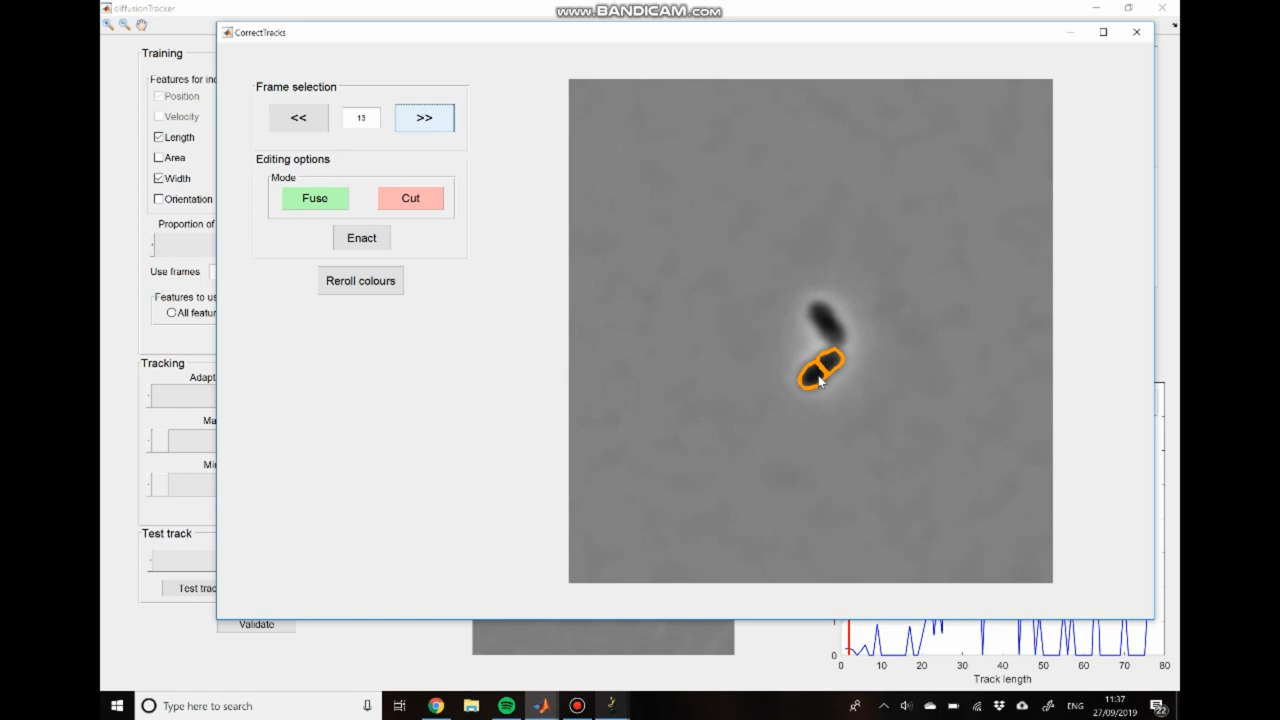 diffusionTracker
www.BANDICAM.com
CorrectTracks
Training
Features for in
Position
Velocity
Length
Area
Width
Orientation
Proportion of
Use frames
Features to us
All featur
Tracking
Adapt
Ma
Mi
Test track
Test trac
Validate
Frame selection
<<
13
>>
Editing options
Mode
Fuse
Cut
Enact
Reroll colours
0
0 10 20 30 40 50 60 70 80
Track length
Type here to search
ENG
11:37
27/09/2019
22